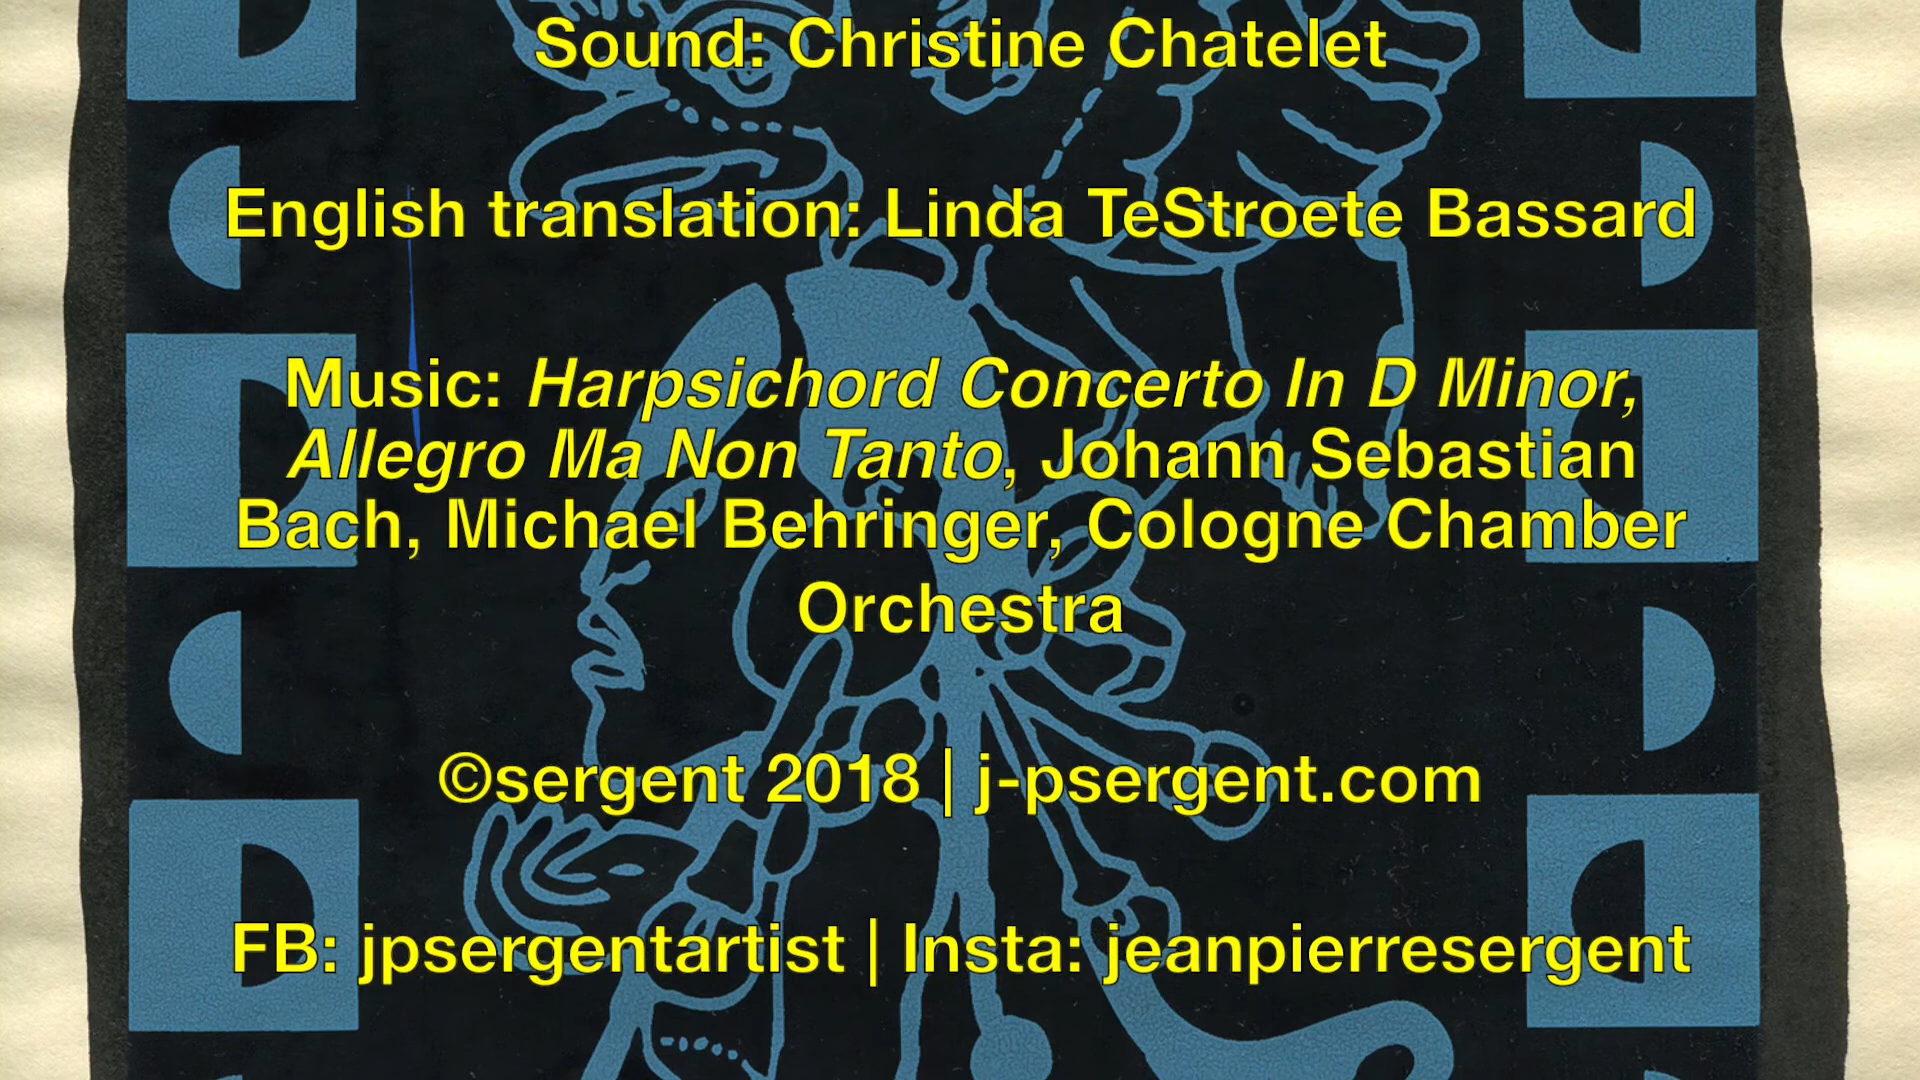 Sound: Christine Chatelet
English translation: Linda TeStroete Bassard
Music: Harpsichord Concerto In D Minor,
Allegro Ma Non Tanto, Johann Sebastian
Bach, Michael Behringer, Cologne Chamber
Orchestra
©sergent 2018 | j-psergent.com
FB: jpsergentartist | Insta: jeanpierresergent